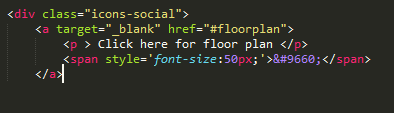 <div class="icons-social">
<a target="_blank" href="#floorplan">
<p > Click here for floor plan </p>
<span style='font-size:50px;'>&#9660;</span>
</a>